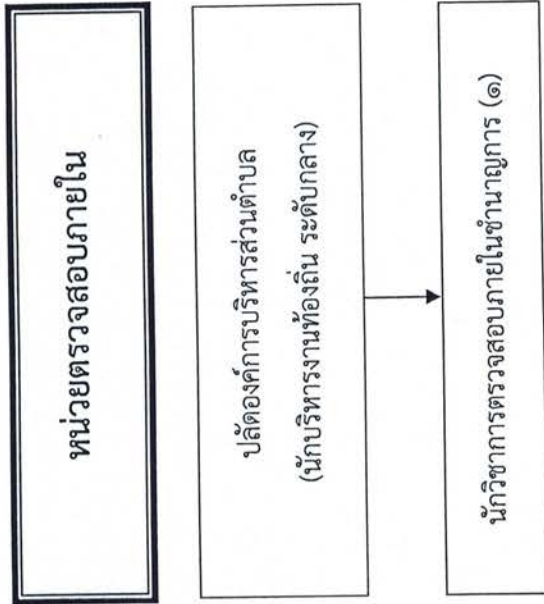 หน่วยตรวจสอบภายใน
ปลัดองค์การบริหารส่วนตำบล
(นักบริหารงานท้องถิ่น ระดับกลาง)
นักวิชาการตรวจสอบภายในชำนาญการ (๑)